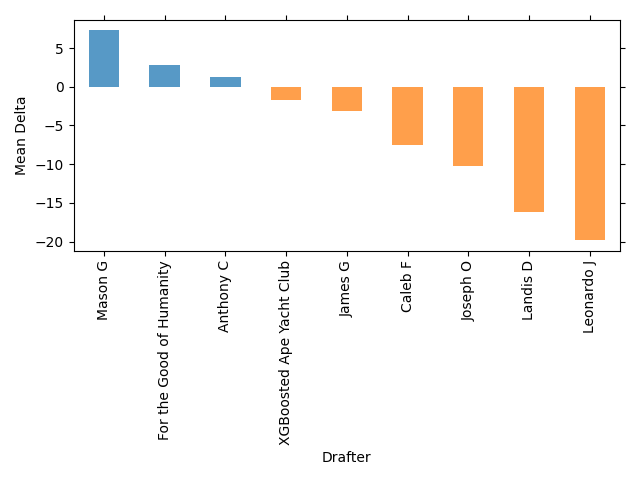 Mean Delta
5
0
−5
−10
−15
−20
Mason G
For the Good of Humanity
Anthony C
XGBoosted Ape Yacht Club
James G
Caleb F
Joseph O
Landis D
Leonardo J
Drafter